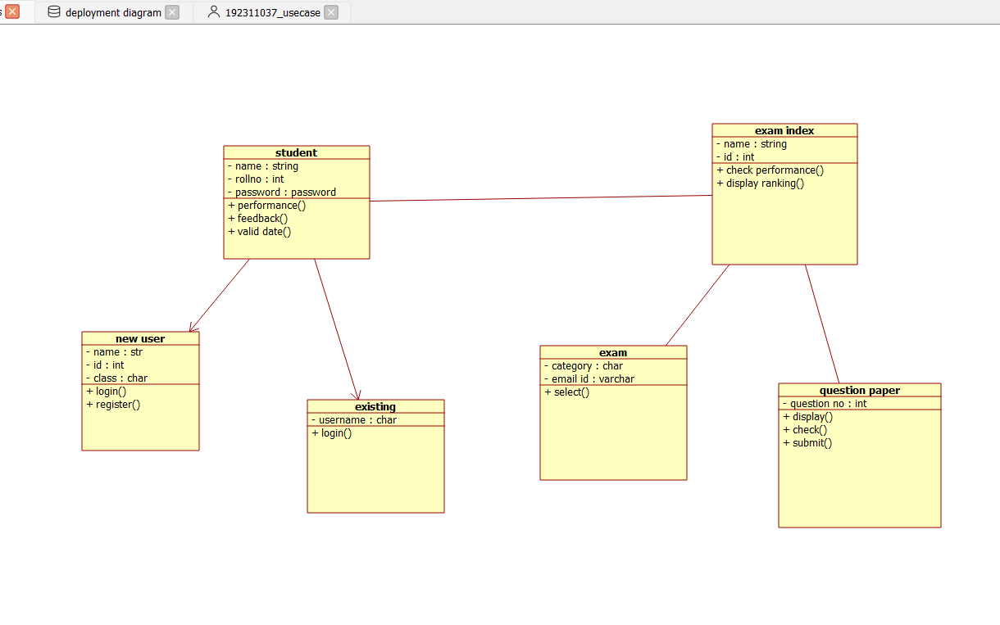 s
deployment diagram
192311037_usecase
student
- name : string
- rollno : int
- password : password
+ performance()
+ feedback()
+ valid date()
exam index
- name : string
- id : int
+ check performance()
+ display ranking()
new user
- name : str
- id : int
- class : char
+ login()
+ register()
existing
- username : char
+ login()
exam
- category : char
- email id : varchar
+ select()
question paper
- question no : int
+ display()
+ check()
+ submit()